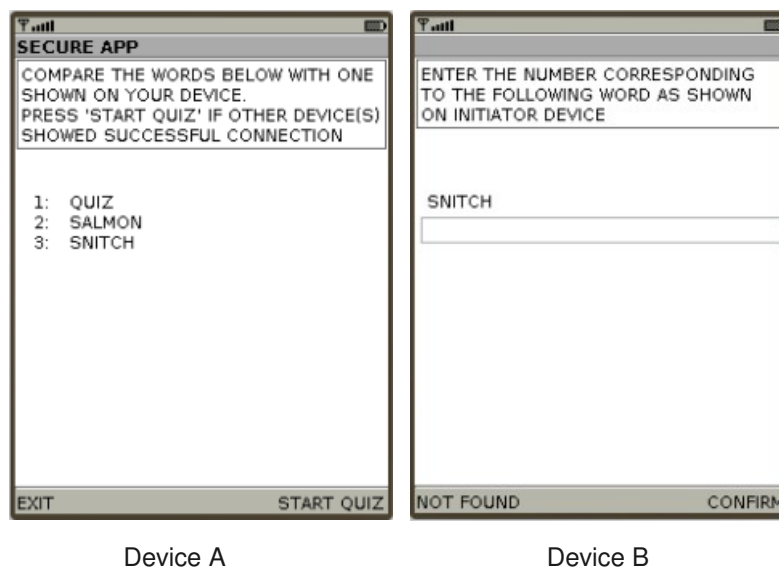 SECURE APP
COMPARE THE WORDS BELOW WITH ONE
SHOWN ON YOUR DEVICE.
PRESS 'START QUIZ' IF OTHER DEVICE(S)
SHOWED SUCCESSFUL CONNECTION
1: QUIZ
2: SALMON
3: SNITCH
EXIT START QUIZ
ENTER THE NUMBER CORRESPONDING
TO THE FOLLOWING WORD AS SHOWN
ON INITIATOR DEVICE
SNITCH
NOT FOUND CONFIRM
Device A
Device B